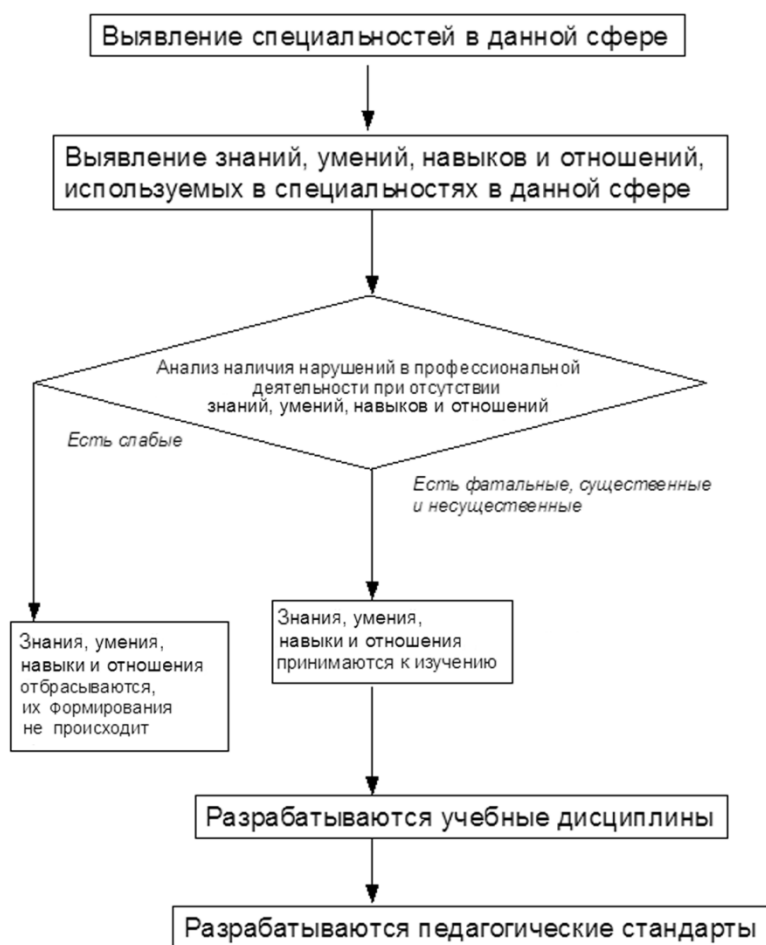 Выявление специальностей в данной сфере
Выявление знаний, умений, навыков и отношений,
используемых в специальностях в данной сфере
Анализ наличия нарушений в профессиональной
деятельности при отсутствии
знаний, умений, навыков и отношений
Есть слабые
Есть фатальные, существенные
и несущественные
Знания, умения,
навыки и отношения
отбрасываются,
их формирования
не происходит
Знания, умения,
навыки и отношения
принимаются к изучению
Разрабатываются учебные дисциплины
Разрабатываются педагогические стандарты